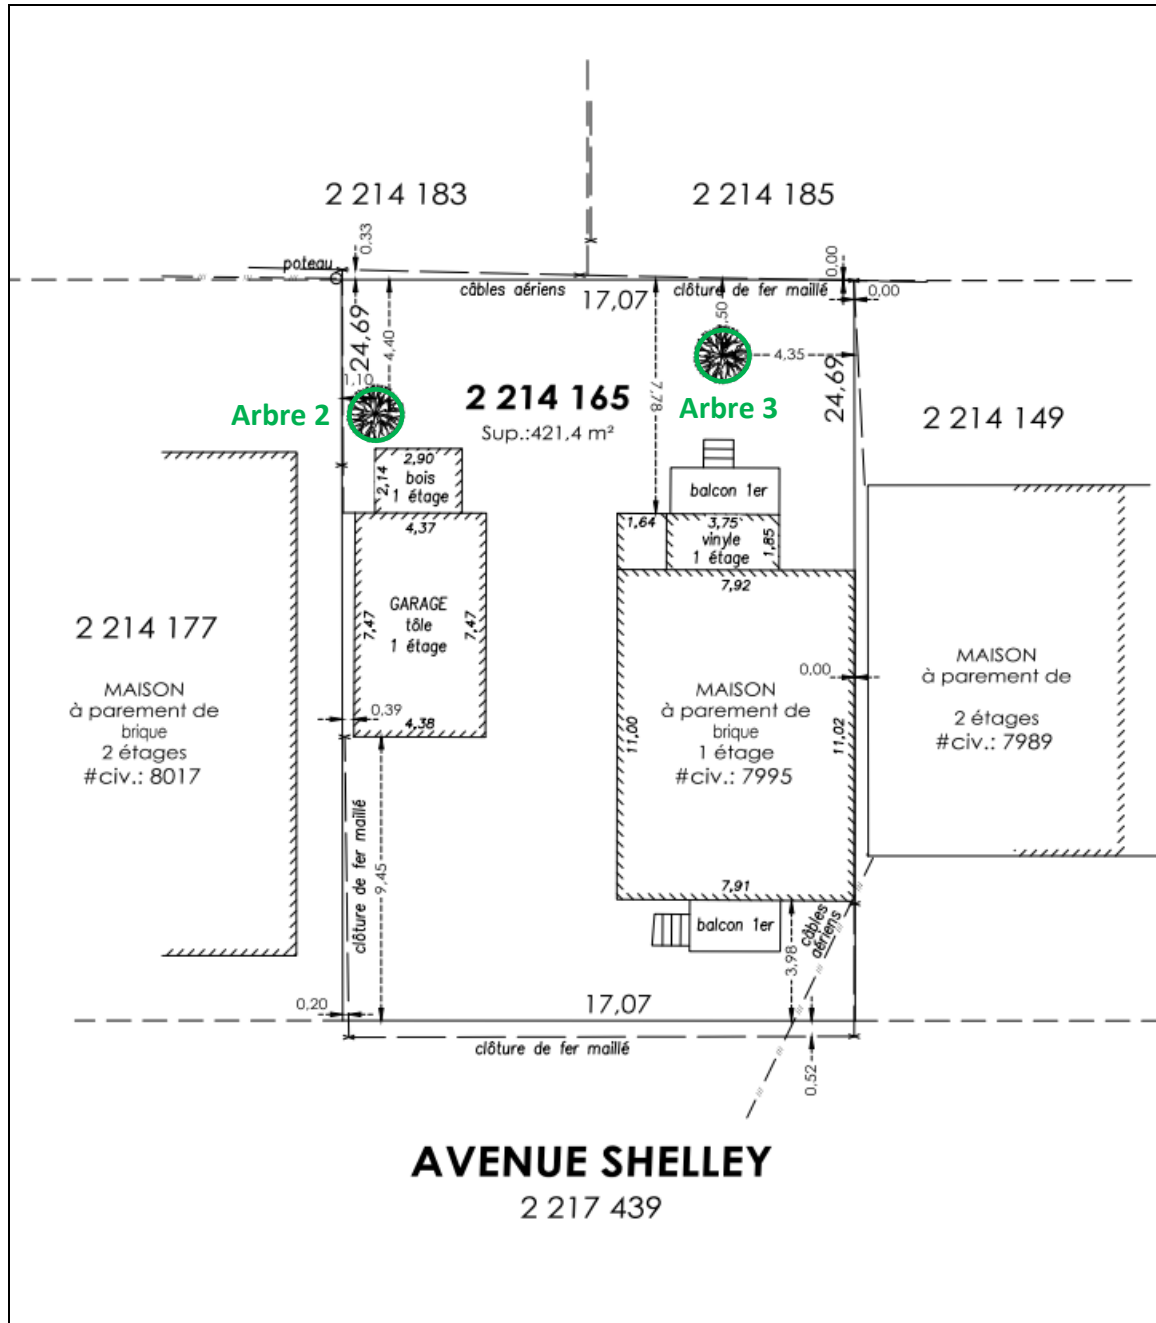 2 214 183
2 214 185
0,33
0,00
poteau
câbles aériens
17,07
clôture de fer maillé
0,00
24,69
4,40
,50
4,35
24,69
1,10
7,78
Arbre 2
2 214 165
Sup.:421,4 m²
Arbre 3
2 214 149
2,90
2,14
bois
1 étage
balcon 1er
4,37
1,64
3,75
vinyle
1 étage
1,85
7,92
7,47
GARAGE
tôle
1 étage
7,47
2 214 177
MAISON
à parement de
brique
2 étages
#civ.: 8017
0,39
4,38
0,00
MAISON
à parement de
brique
1 étage
#civ.: 7995
11,00
11,02
MAISON
à parement de
2 étages
#civ.: 7989
clôture de fer maillé
9,45
7,91
balcon 1er
câbles
aériens
3,98
0,20
17,07
clôture de fer maillé
0,52
AVENUE SHELLEY
2 217 439